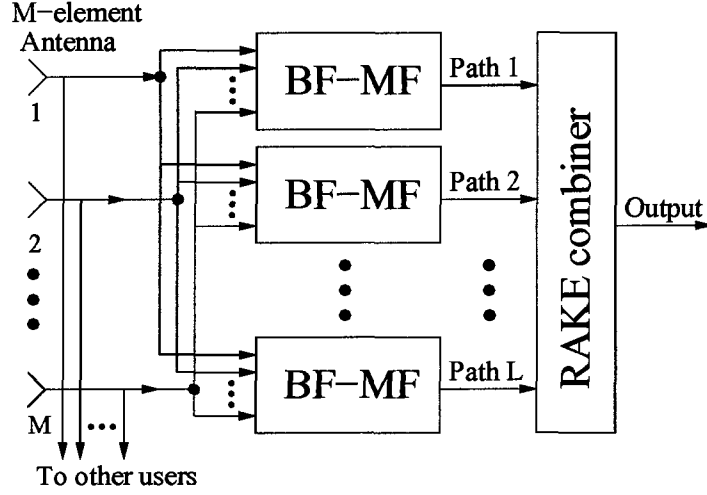 M-element
Antenna
1
2
M
To other users
BF-MF
BF-MF
BF-MF
Path 1
Path 2
Path L
RAKE combiner
Output